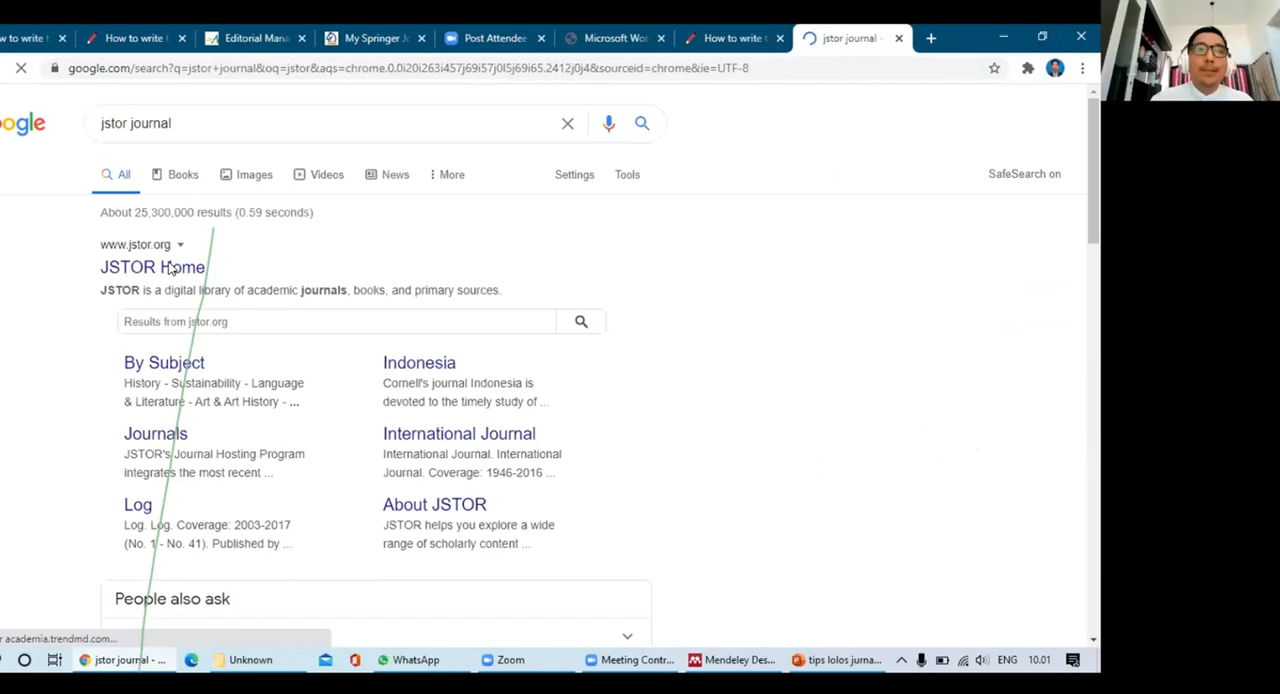 ow to write t
How to write t
Editorial Mana
My Springer Jo
Post Attendee
Microsoft Wor
How to write t
jstor journal -
google.com/search?q=jstor+journal&oq=jstor&aqs=chrome.0.0i20i263i457j69i57j0l5j69i65.2412j0j4&sourceid=chrome&ie=UTF-8
ogle
jstor journal
All
Books
Images
Videos
News
More
Settings
Tools
SafeSearch on
About 25,300,000 results (0.59 seconds)
www.jstor.org
JSTOR Home
JSTOR is a digital library of academic journals, books, and primary sources.
Results from jstor.org
By Subject
History - Sustainability - Language
& Literature - Art & Art History - ...
Indonesia
Cornell's journal Indonesia is
devoted to the timely study of ...
Journals
JSTOR's Journal Hosting Program
integrates the most recent ...
International Journal
International Journal. International
Journal. Coverage: 1946-2016 ...
Log
Log. Log. Coverage: 2003-2017
(No. 1 - No. 41). Published by ...
About JSTOR
JSTOR helps you explore a wide
range of scholarly content ...
People also ask
r academia.trendmd.com...
jstor journal - ...
Unknown
WhatsApp
Zoom
Meeting Contr...
Mendeley Des...
tips lolos jurna...
ENG
10.01